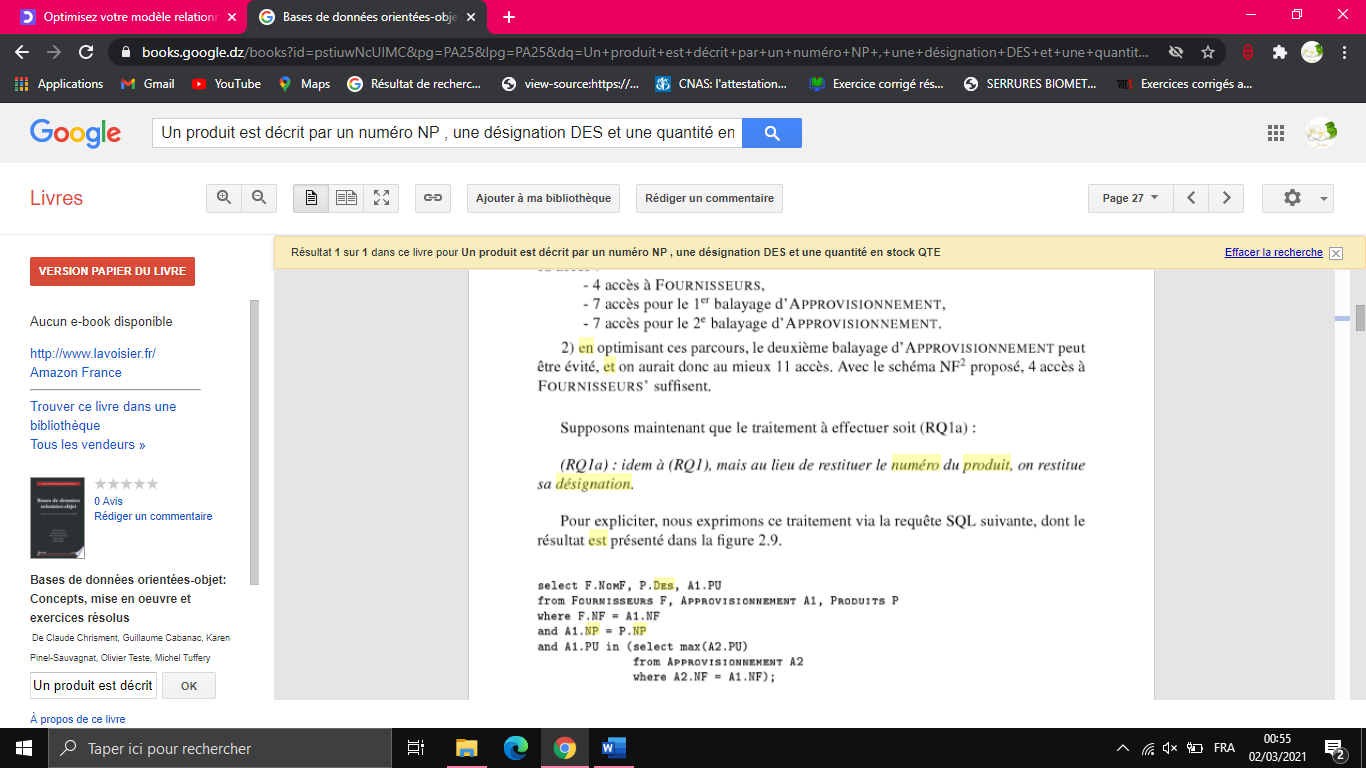 Optimisez votre modèle relationn
Bases de données orientées-obje
books.google.dz/books?id=pstiuwNcUIMC&pg=PA25&lpg=PA25&dq=Un+produit+est+décrit+par+un+numéro+NP+,+une+désignation+DES+et+une+quantit...
Applications
Gmail
YouTube
Maps
Résultat de recherc...
view-source:https://...
CNAS: l'attestation...
Exercice corrigé rés...
SERRURES BIOMET...
Exercices corrigés a...
Google
Un produit est décrit par un numéro NP , une désignation DES et une quantité en
Livres
Ajouter à ma bibliothèque
Rédiger un commentaire
Page 27
Résultat 1 sur 1 dans ce livre pour Un produit est décrit par un numéro NP , une désignation DES et une quantité en stock QTE
Effacer la recherche
VERSION PAPIER DU LIVRE
Aucun e-book disponible
http://www.lavoisier.fr/
Amazon France
Trouver ce livre dans une
bibliothèque
Tous les vendeurs »
Bases de données
orientées-objet
0 Avis
Rédiger un commentaire
Bases de données orientées-objet:
Concepts, mise en oeuvre et
exercices résolus
De Claude Chrisment, Guillaume Cabanac, Karen
Pinel-Sauvagnat, Olivier Teste, Michel Tuffery
Un produit est décrit
OK
À propos de ce livre
- 4 accès à FOURNISSEURS,
- 7 accès pour le 1er balayage d'APPROVISIONNEMENT,
- 7 accès pour le 2e balayage d'APPROVISIONNEMENT.
2) en optimisant ces parcours, le deuxième balayage d'APPROVISIONNEMENT peut
être évité, et on aurait donc au mieux 11 accès. Avec le schéma NF2 proposé, 4 accès à
FOURNISSEURS' suffisent.
Supposons maintenant que le traitement à effectuer soit (RQ1a) :
(RQ1a) : idem à (RQ1), mais au lieu de restituer le numéro du produit, on restitue
sa désignation.
Pour expliciter, nous exprimons ce traitement via la requête SQL suivante, dont le
résultat est présenté dans la figure 2.9.
select F.NOMF, P.DES, A1.PU
from FOURNISSEURS F, APPROVISIONNEMENT A1, PRODUITS P
where F.NF = A1.NF
and A1.NP = P.NP
and A1.PU in (select max(A2.PU)
from APPROVISIONNEMENT A2
where A2.NF = A1.NF);
Taper ici pour rechercher
FRA
00:55
02/03/2021
2